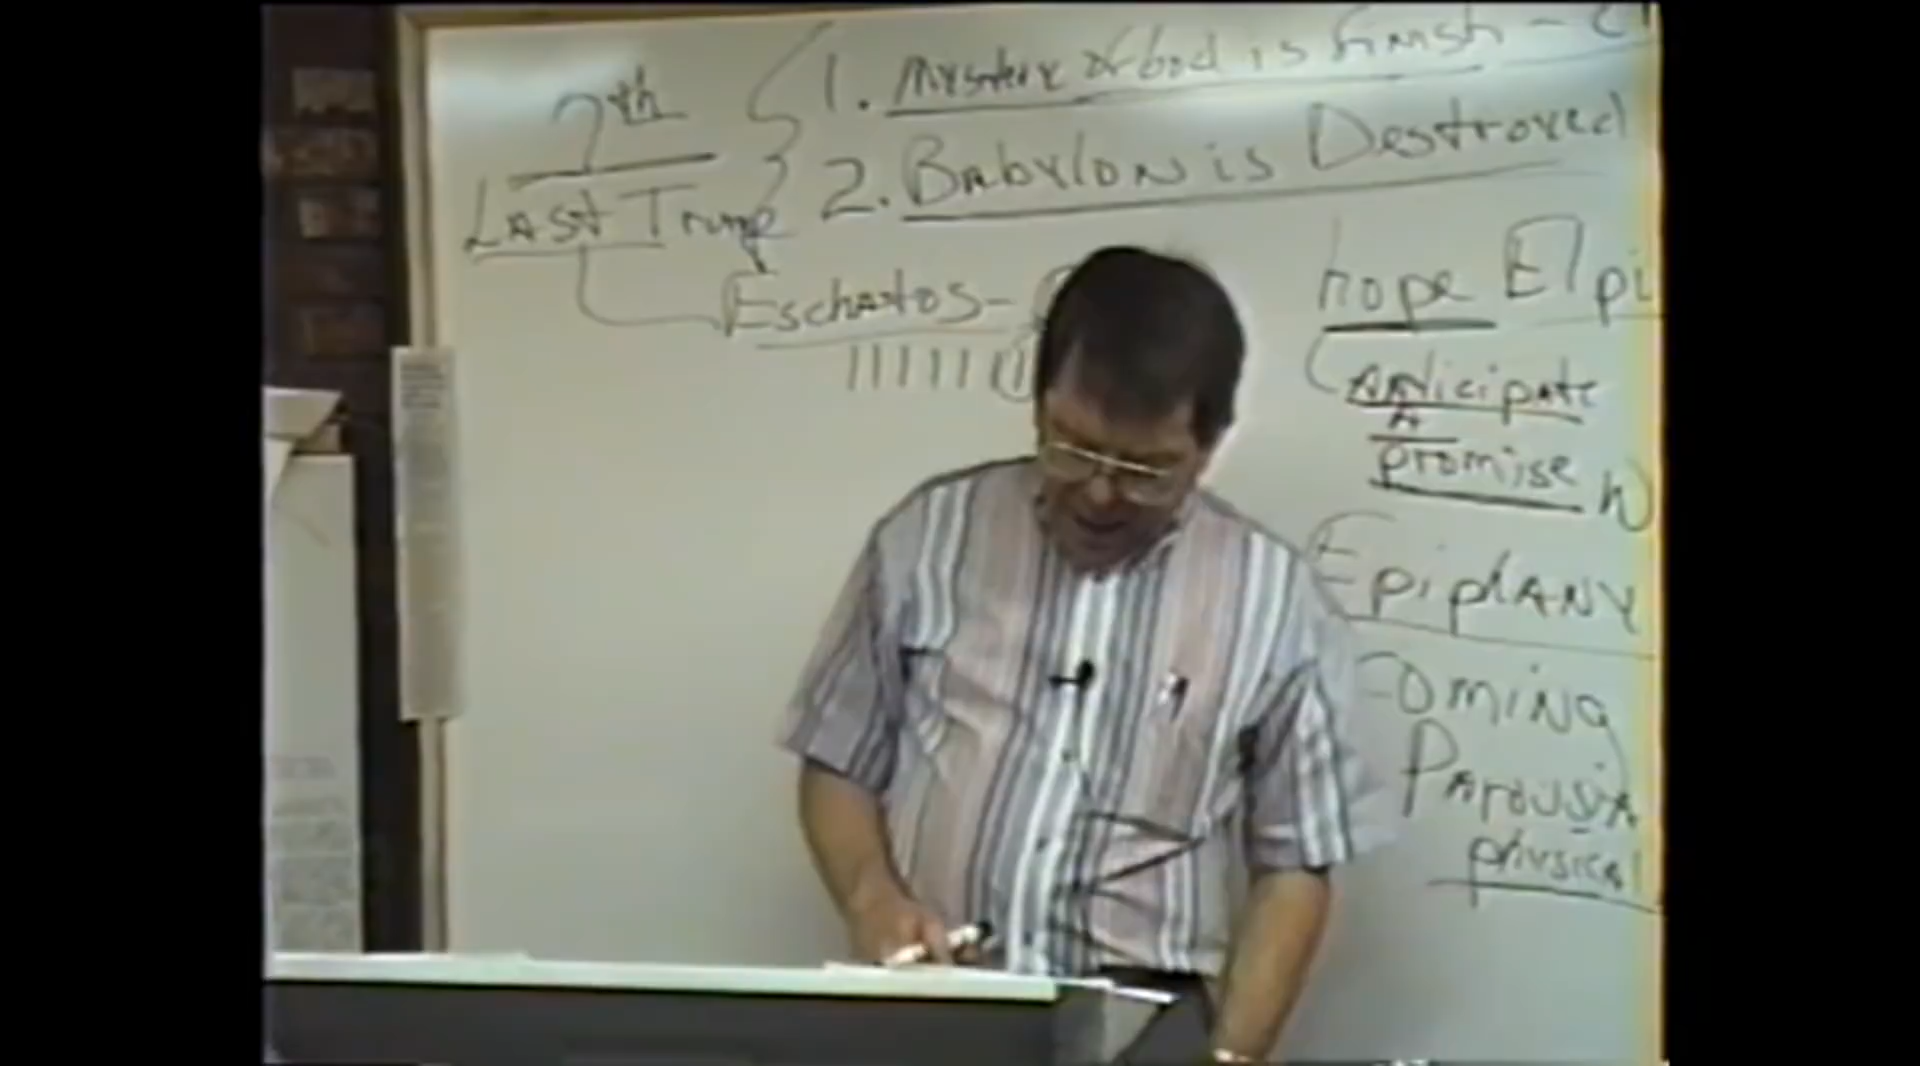 7th
Last Trump
1. Mystery of God is Finish -
2. Babylon is Destroyed
Eschatos-
hope Elpi
Anticipate
A
promise
Epiphany
Coming
Parousia
physical